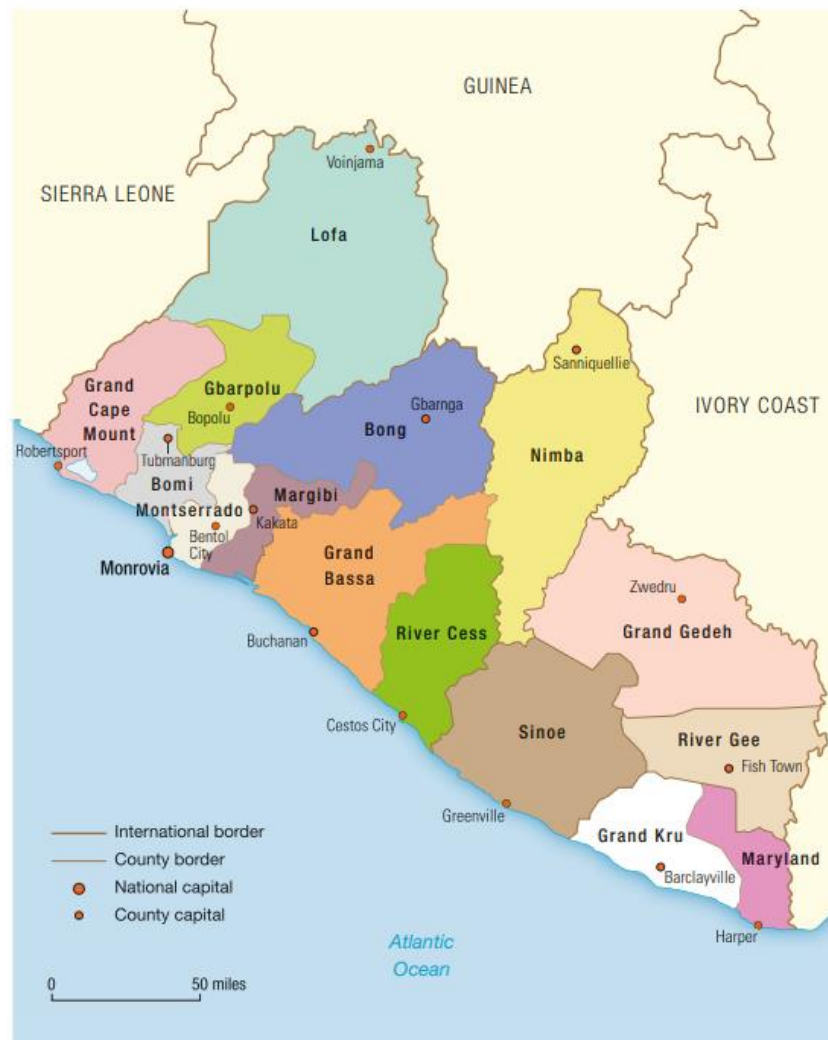 GUINEA
Voinjama
SIERRA LEONE
Lofa
Sanniquellie
Grand
Cape
Mount
Gbarpolu
Bopolu
Gbarnga
Bong
IVORY COAST
Robertsport
Tubmanburg
Bomi
Nimba
Montserrado
Margibi
Kakata
Bentol
City
Monrovia
Grand
Bassa
Zwedru
Grand Gedeh
Buchanan
River Cess
Cestos City
Sinoe
River Gee
Fish Town
Greenville
Grand Kru
Maryland
Barclayville
Harper
International border
County border
National capital
County capital
Atlantic
Ocean
0 50 miles